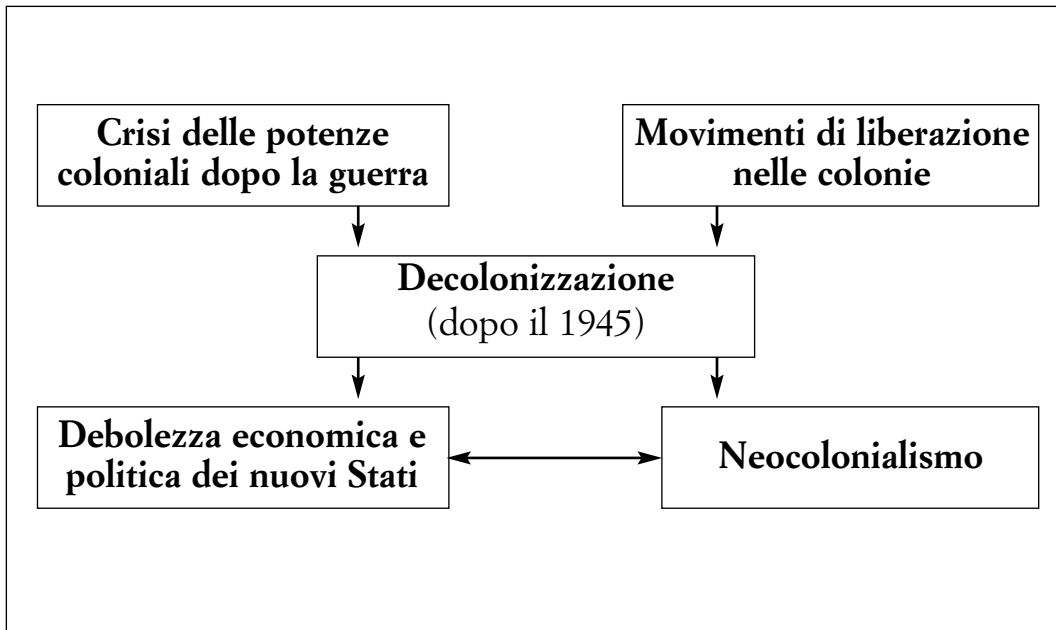 Crisi delle potenze
coloniali dopo la guerra
Movimenti di liberazione
nelle colonie
Decolonizzazione
(dopo il 1945)
Debolezza economica e
politica dei nuovi Stati
Neocolonialismo